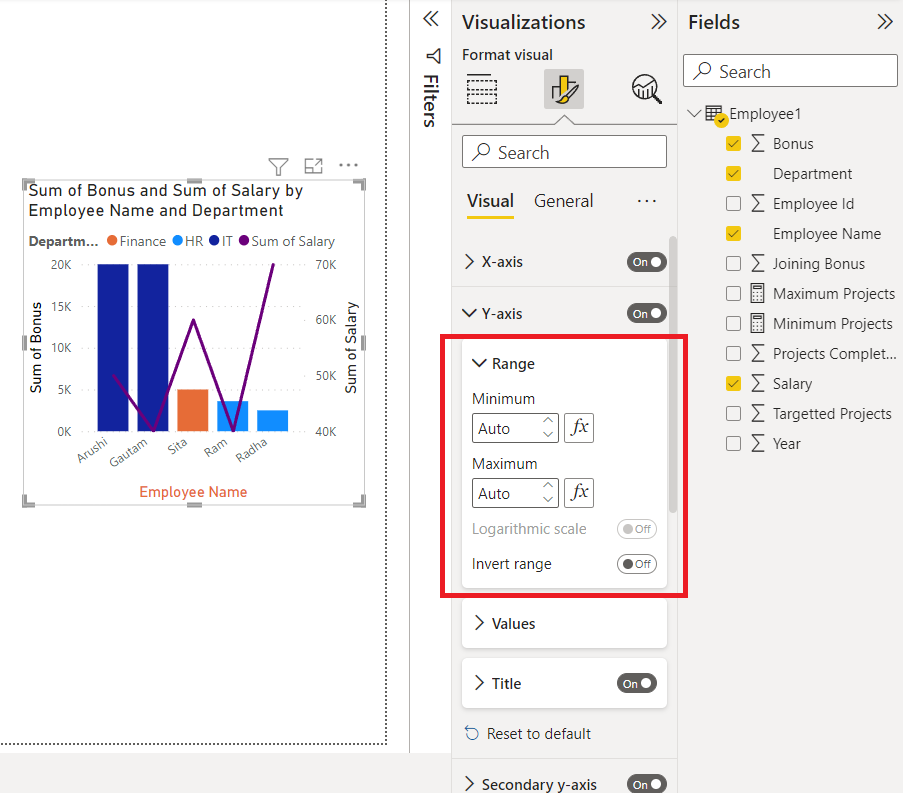 Sum of Bonus and Sum of Salary by
Employee Name and Department
Departm... Finance HR IT Sum of Salary
20K
15K
10K
5K
0K
Sum of Bonus
70K
60K
50K
40K
Sum of Salary
Arushi
Gautam
Sita
Ram
Radha
Employee Name
Filters
Visualizations
Format visual
Search
Visual General ...
X-axis On
Y-axis On
Range
Minimum
Auto fx
Maximum
Auto fx
Logarithmic scale Off
Invert range Off
Values
Title On
Reset to default
Secondary y-axis On
Fields
Search
Employee1
∑ Bonus
Department
∑ Employee Id
Employee Name
∑ Joining Bonus
Maximum Projects
Minimum Projects
∑ Projects Complet...
∑ Salary
∑ Targetted Projects
∑ Year